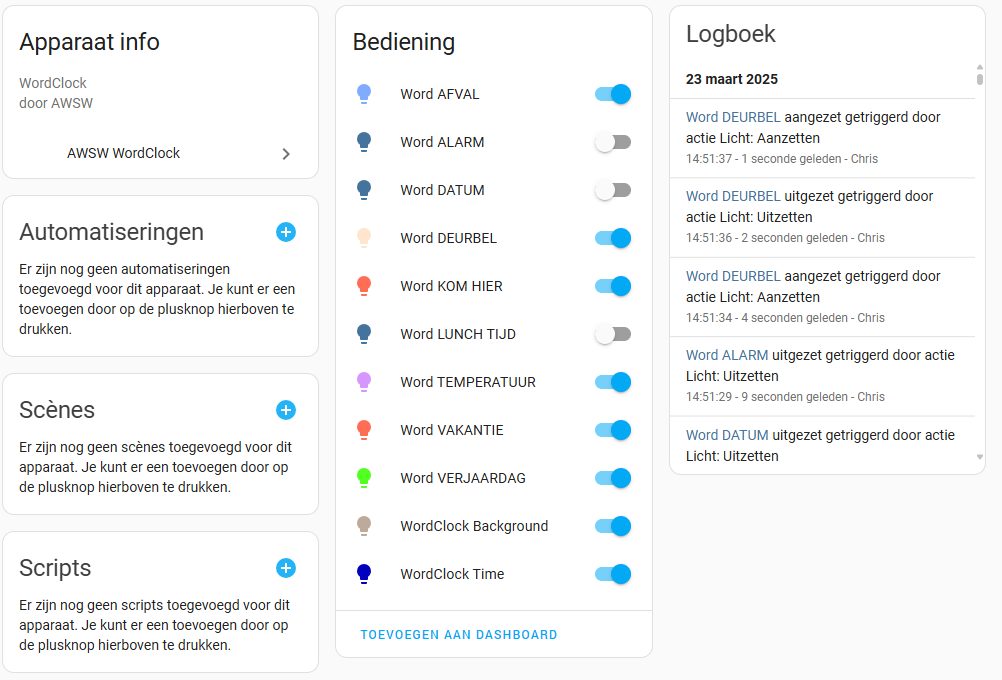 Apparaat info
WordClock
door AWSW
AWSW WordClock
Automatiseringen
Er zijn nog geen automatiseringen
toegevoegd voor dit apparaat. Je kunt er een
toevoegen door op de plusknop hierboven te
drukken.
Scènes
Er zijn nog geen scènes toegevoegd voor dit
apparaat. Je kunt er een toevoegen door op
de plusknop hierboven te drukken.
Scripts
Er zijn nog geen scripts toegevoegd voor dit
apparaat. Je kunt er een toevoegen door op
de plusknop hierboven te drukken.
Bediening
Word AFVAL
Word ALARM
Word DATUM
Word DEURBEL
Word KOM HIER
Word LUNCH TIJD
Word TEMPERATUUR
Word VAKANTIE
Word VERJAARDAG
WordClock Background
WordClock Time
TOEVOEGEN AAN DASHBOARD
Logboek
23 maart 2025
Word DEURBEL aangezet getriggerd door
actie Licht: Aanzetten
14:51:37 - 1 seconde geleden - Chris
Word DEURBEL uitgezet getriggerd door
actie Licht: Uitzetten
14:51:36 - 2 seconden geleden - Chris
Word DEURBEL aangezet getriggerd door
actie Licht: Aanzetten
14:51:34 - 4 seconden geleden - Chris
Word ALARM uitgezet getriggerd door actie
Licht: Uitzetten
14:51:29 - 9 seconden geleden - Chris
Word DATUM uitgezet getriggerd door actie
Licht: Uitzetten